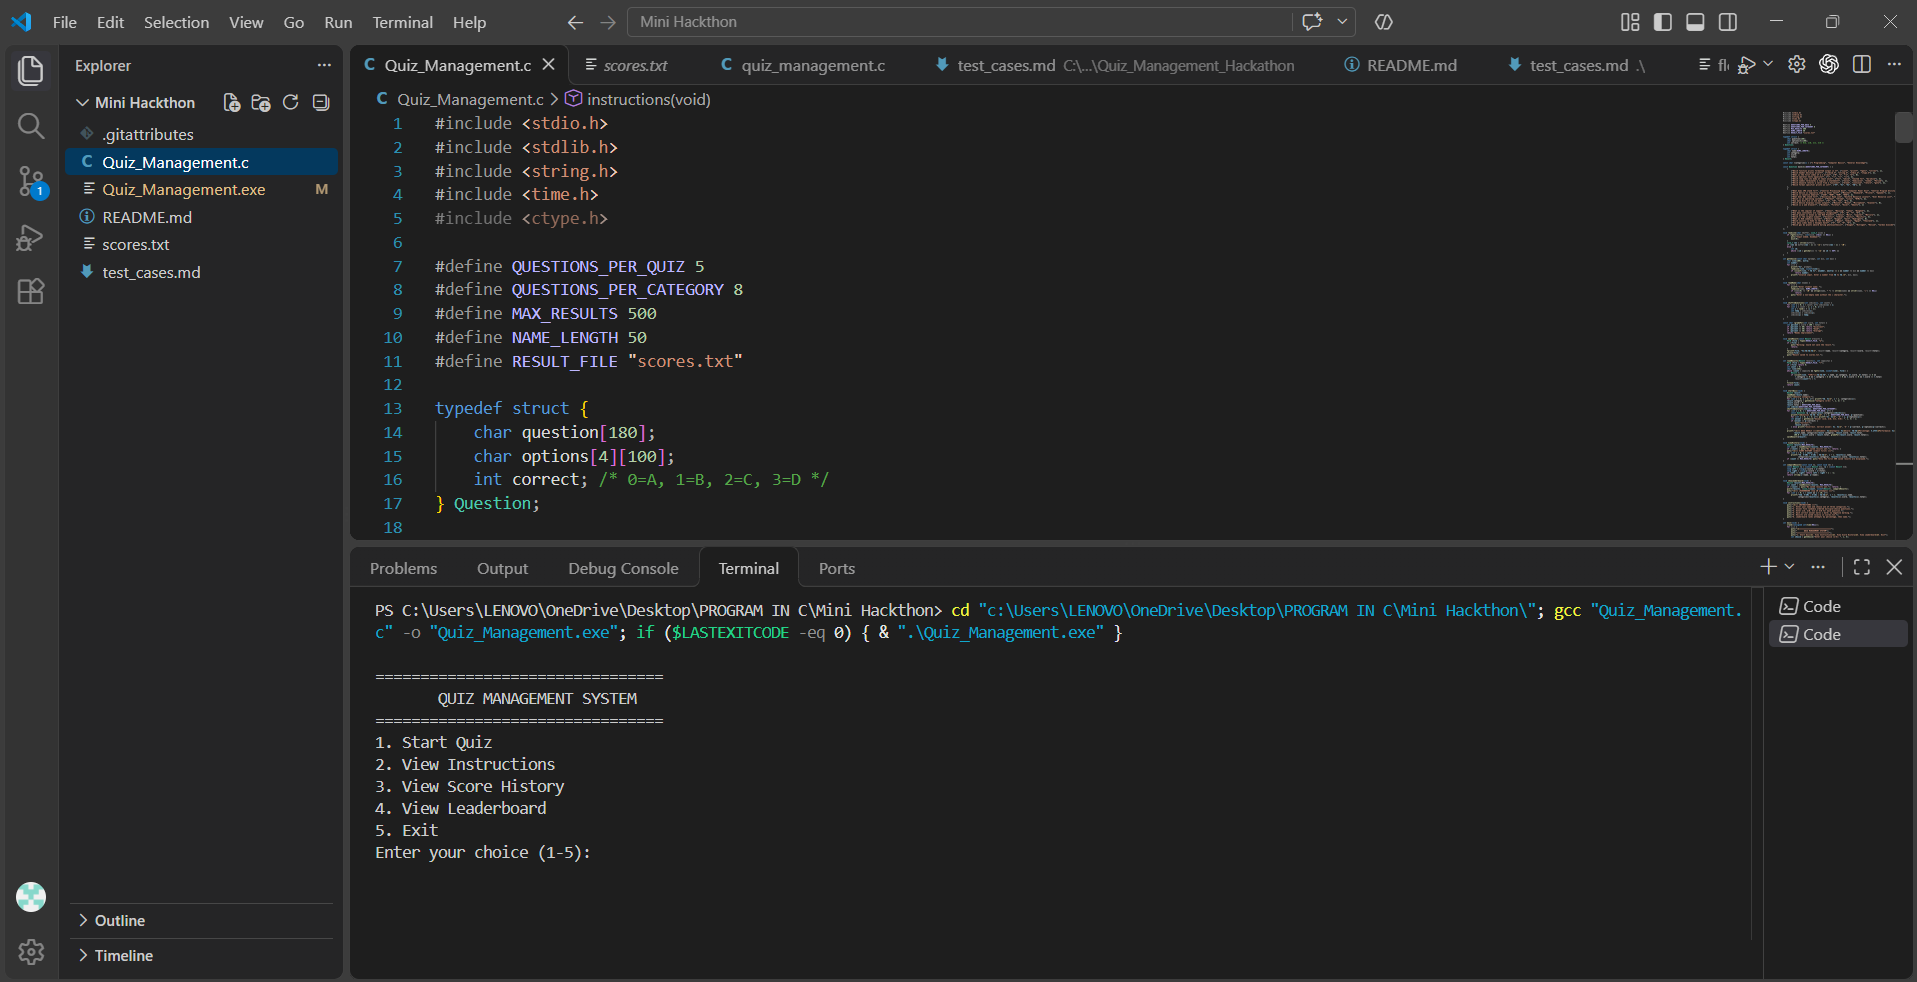 File Edit Selection View Go Run Terminal Help
Mini Hackthon
Explorer
Mini Hackthon
.gitattributes
C Quiz_Management.c
Quiz_Management.exe M
README.md
scores.txt
test_cases.md
1
Outline
Timeline
C Quiz_Management.c
scores.txt
C quiz_management.c
test_cases.md C:\...\Quiz_Management_Hackathon
README.md
test_cases.md .\
C Quiz_Management.c > instructions(void)
1 #include <stdio.h>
2 #include <stdlib.h>
3 #include <string.h>
4 #include <time.h>
5 #include <ctype.h>
6
7 #define QUESTIONS_PER_QUIZ 5
8 #define QUESTIONS_PER_CATEGORY 8
9 #define MAX_RESULTS 500
10 #define NAME_LENGTH 50
11 #define RESULT_FILE "scores.txt"
12
13 typedef struct {
14 char question[180];
15 char options[4][100];
16 int correct; /* 0=A, 1=B, 2=C, 3=D */
17 } Question;
18
Problems Output Debug Console Terminal Ports
PS C:\Users\LENOVO\OneDrive\Desktop\PROGRAM IN C\Mini Hackthon> cd "c:\Users\LENOVO\OneDrive\Desktop\PROGRAM IN C\Mini Hackthon\"; gcc "Quiz_Management.
c" -o "Quiz_Management.exe"; if ($LASTEXITCODE -eq 0) { & ".\Quiz_Management.exe" }
================================
QUIZ MANAGEMENT SYSTEM
================================
1. Start Quiz
2. View Instructions
3. View Score History
4. View Leaderboard
5. Exit
Enter your choice (1-5):
Code
Code